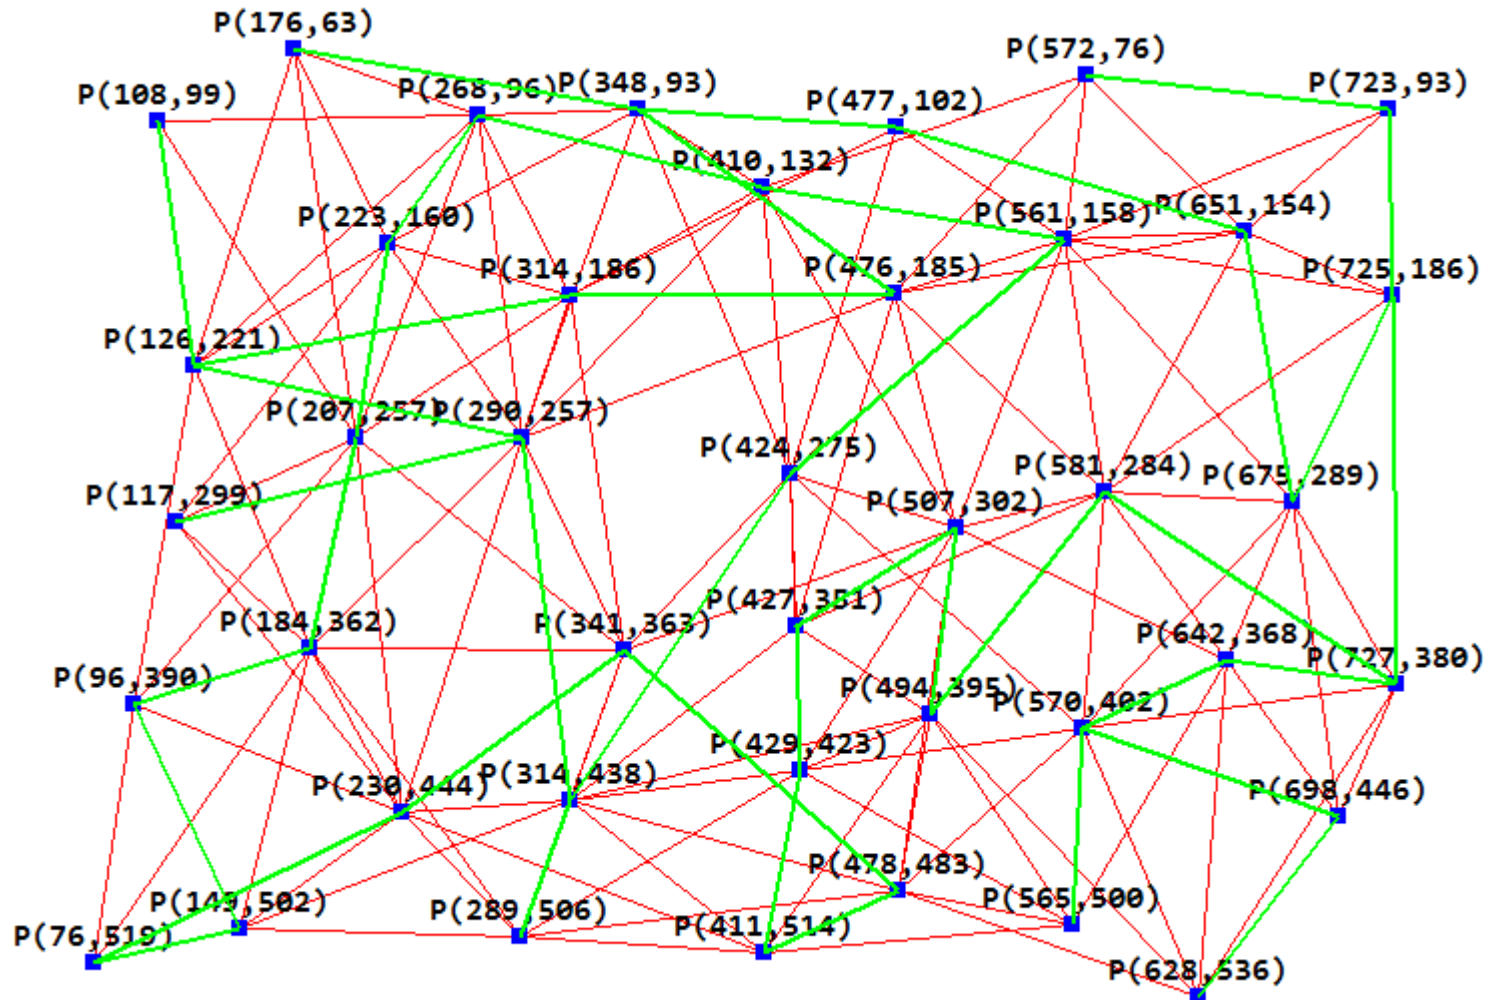 P(176,63)
P(572,76)
P(108,99)
P(268,96)
P(348,93)
P(477,102)
P(723,93)
P(410,132)
P(223,160)
P(561,158)
P(651,154)
P(314,186)
P(476,185)
P(725,186)
P(126,221)
P(207,257)
P(290,257)
P(424,275)
P(581,284)
P(675,289)
P(117,299)
P(507,302)
P(427,351)
P(184,362)
P(341,363)
P(642,368)
P(727,380)
P(96,390)
P(494,395)
P(570,402)
P(429,423)
P(230,444)
P(314,438)
P(698,446)
P(478,483)
P(149,502)
P(289,506)
P(565,500)
P(411,514)
P(76,519)
P(628,536)